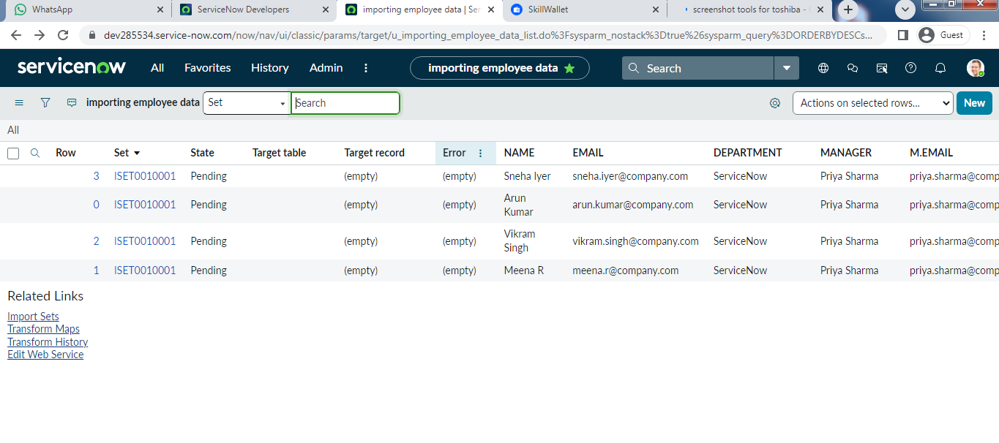 WhatsApp ServiceNow Developers importing employee data | Ser SkillWallet screenshot tools for toshiba -
dev285534.service-now.com/now/nav/ui/classic/params/target/u_importing_employee_data_list.do%3Fsysparm_nostack%3Dtrue%26sysparm_query%3DORDERBYDESCs... Guest
servicenow All Favorites History Admin importing employee data Search
importing employee data Set Search Actions on selected rows... New
All
Row Set State Target table Target record Error NAME EMAIL DEPARTMENT MANAGER M.EMAIL
3 ISET0010001 Pending (empty) (empty) Sneha Iyer sneha.iyer@company.com ServiceNow Priya Sharma priya.sharma@comp
0 ISET0010001 Pending (empty) (empty) Arun Kumar arun.kumar@company.com ServiceNow Priya Sharma priya.sharma@comp
2 ISET0010001 Pending (empty) (empty) Vikram Singh vikram.singh@company.com ServiceNow Priya Sharma priya.sharma@comp
1 ISET0010001 Pending (empty) (empty) Meena R meena.r@company.com ServiceNow Priya Sharma priya.sharma@comp
Related Links
Import Sets
Transform Maps
Transform History
Edit Web Service